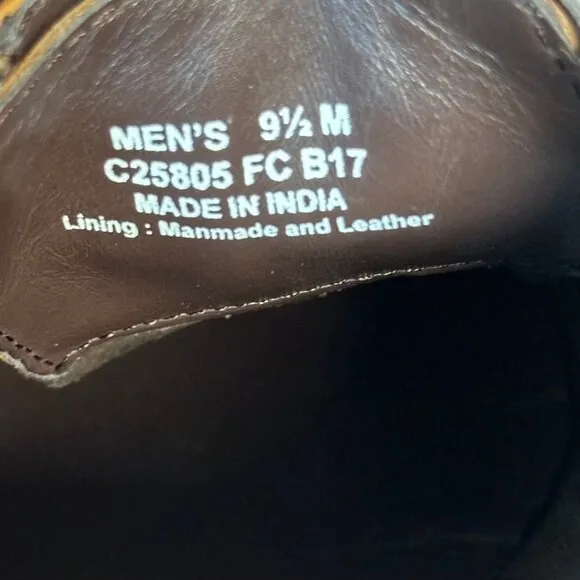 MEN'S 9½ M
C25805 FC B17
MADE IN INDIA
Lining : Manmade and Leather